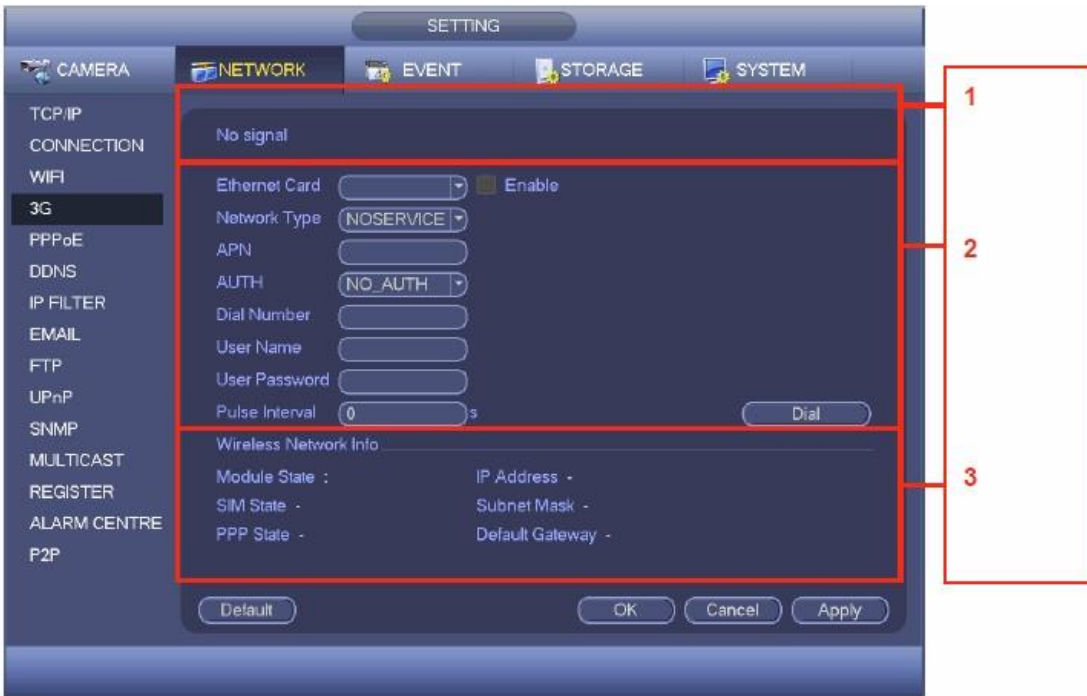 SETTING
CAMERA NETWORK EVENT STORAGE SYSTEM
TCP/IP
CONNECTION
WIFI
3G
PPPoE
DDNS
IP FILTER
EMAIL
FTP
UPnP
SNMP
MULTICAST
REGISTER
ALARM CENTRE
P2P
No signal
Ethernet Card Enable
Network Type NOSERVICE
APN
AUTH NO_AUTH
Dial Number
User Name
User Password
Pulse Interval 0 s Dial
Wireless Network Info
Module State : IP Address -
SIM State - Subnet Mask -
PPP State - Default Gateway -
Default OK Cancel Apply
1
2
3